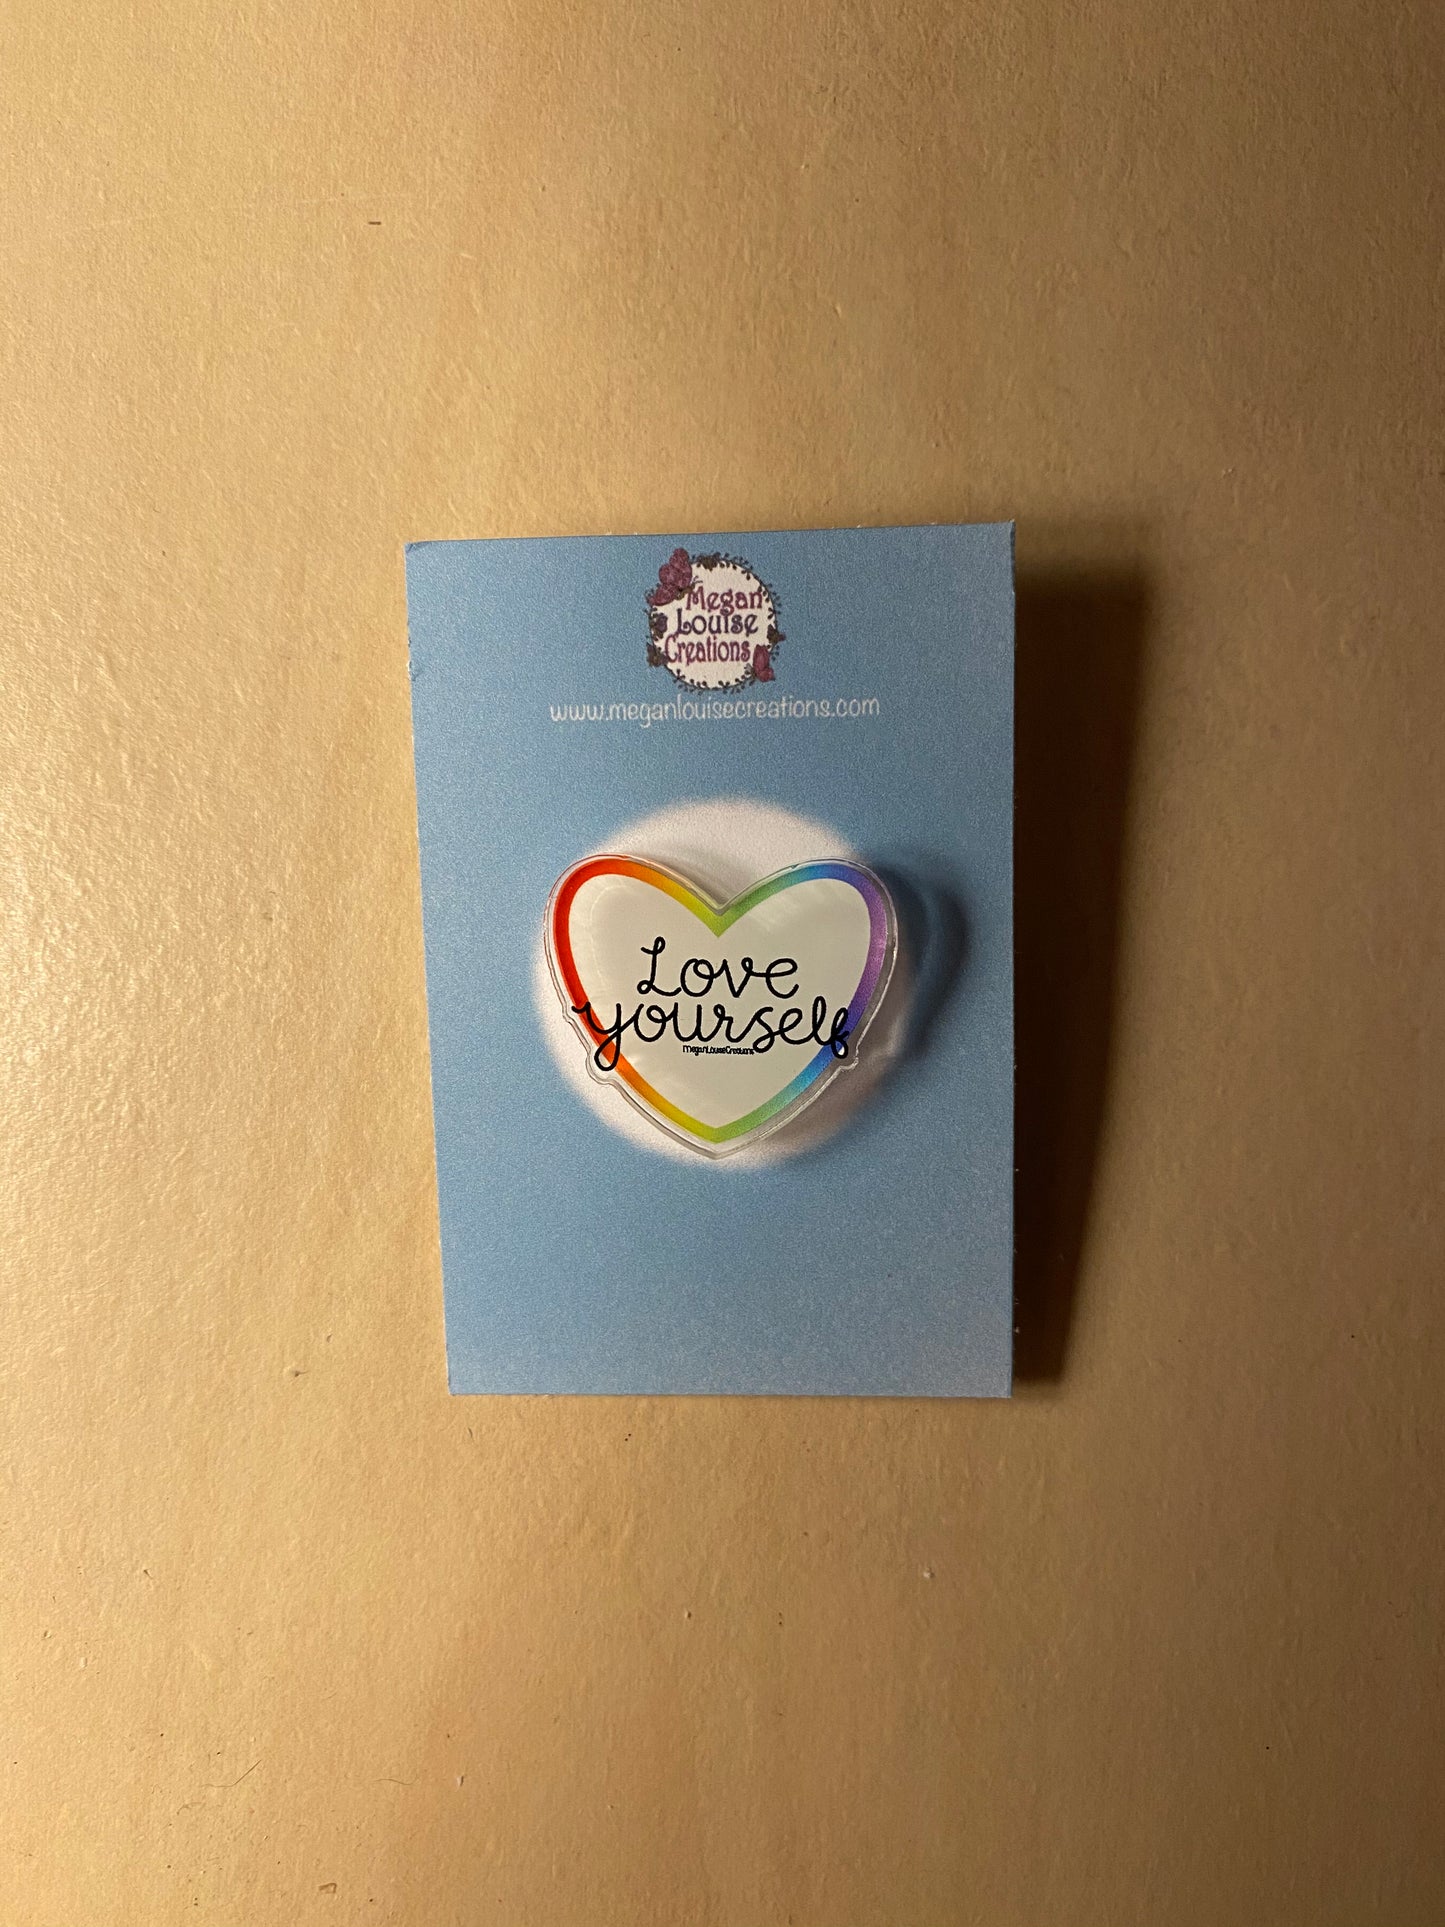 Megan
Louise
Creations
www.meganlouisecreations.com
Love
yourself
MeganLouiseCreations